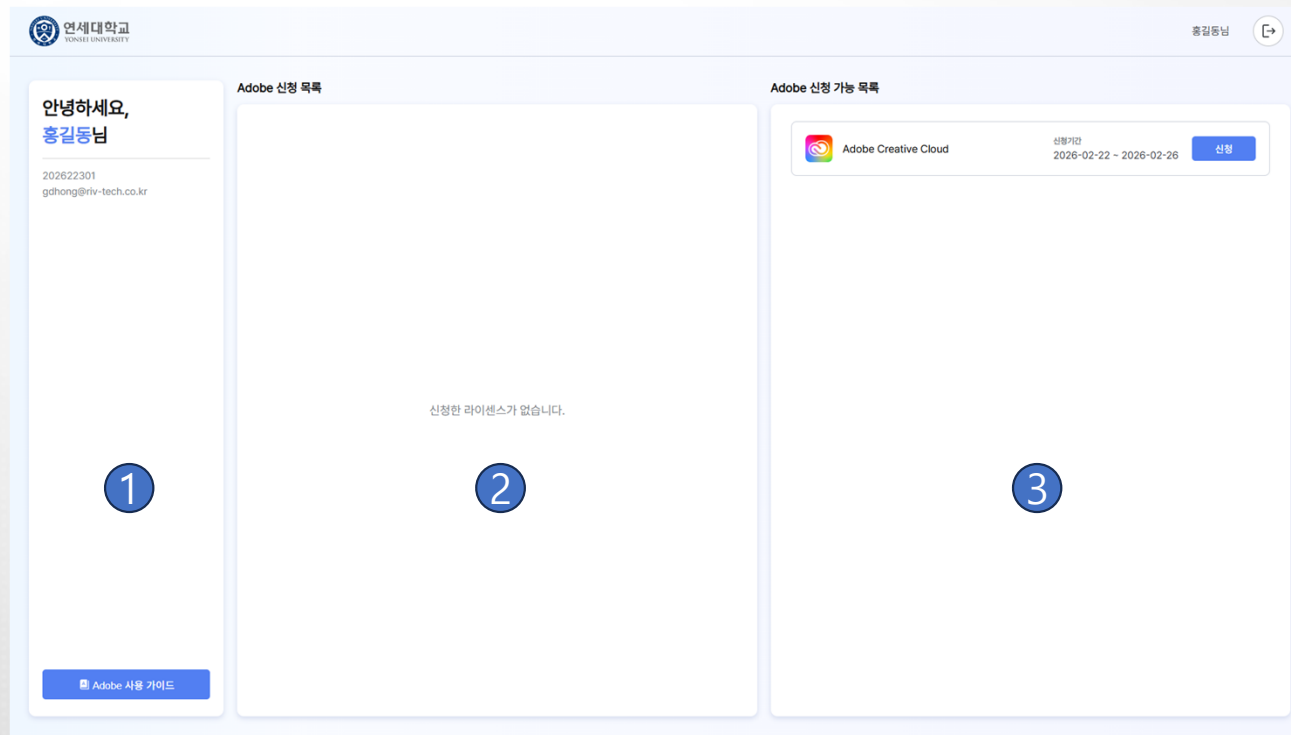 연세대학교
YONSEI UNIVERSITY
홍길동님
안녕하세요,
홍길동님
202622301
gdhong@riv-tech.co.kr
1
Adobe 사용 가이드
Adobe 신청 목록
신청한 라이센스가 없습니다.
2
Adobe 신청 가능 목록
Adobe Creative Cloud
신청기간
2026-02-22 ~ 2026-02-26
신청
3